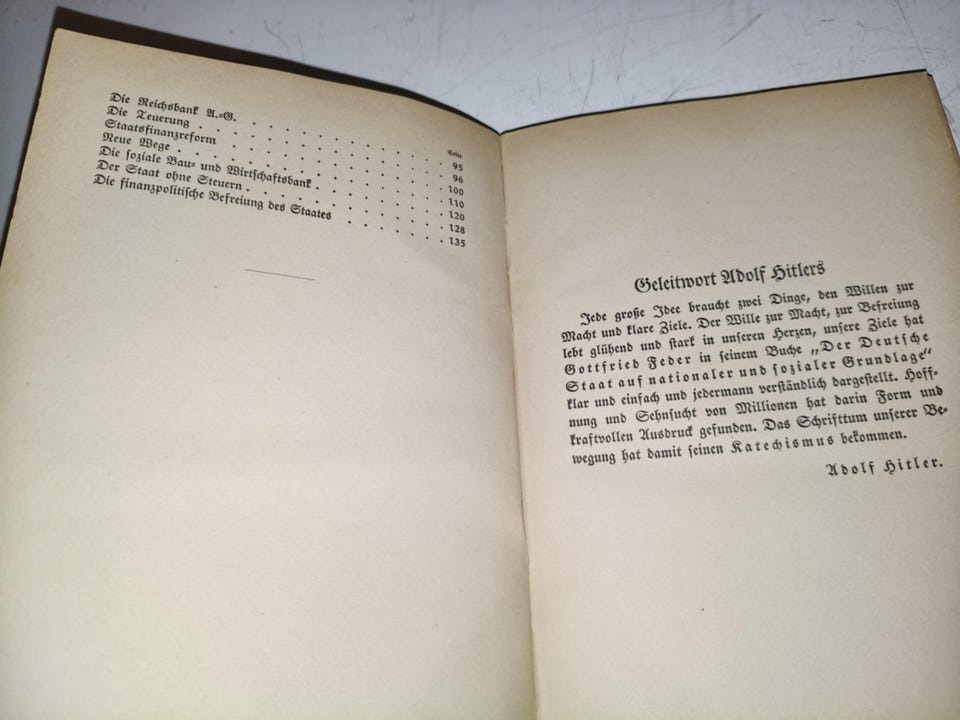 Seite
Die Reichsbank A.-G. . . . . . . . . . . 95
Die Teuerung . . . . . . . . . . . . 96
Staatsfinanzreform . . . . . . . . . . . 100
Neue Wege . . . . . . . . . . . . . 110
Die soziale Bau- und Wirtschaftsbank . . . . . . . 120
Der Staat ohne Steuern . . . . . . . . . . 128
Die finanzpolitische Befreiung des Staates . . . . . . 135
Geleitwort Adolf Hitlers
Jede große Idee braucht zwei Dinge, den Willen zur
Macht und klare Ziele. Der Wille zur Macht, zur Befreiung
lebt glühend und stark in unseren Herzen, unsere Ziele hat
Gottfried Feder in seinem Buche „Der Deutsche
Staat auf nationaler und sozialer Grundlage“
klar und einfach und jedermann verständlich dargestellt. Hoff-
nung und Sehnsucht von Millionen hat darin Form und
kraftvollen Ausdruck gefunden. Das Schrifttum unserer Be-
wegung hat damit seinen Katechismus bekommen.
Adolf Hitler.